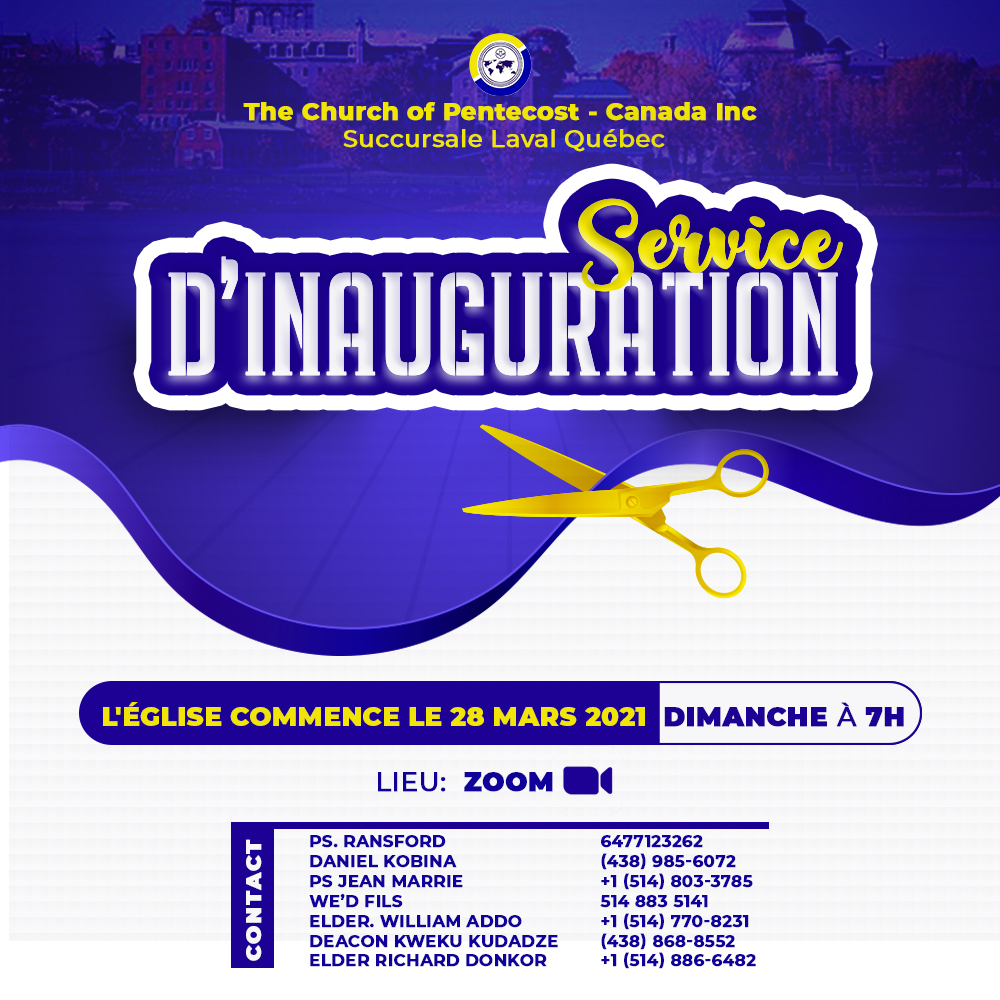 The Church of Pentecost - Canada Inc
Succursale Laval Québec
Service
D'INAUGURATION
L'ÉGLISE COMMENCE LE 28 MARS 2021 DIMANCHE À 7H
LIEU: ZOOM
CONTACT
PS. RANSFORD 6477123262
DANIEL KOBINA (438) 985-6072
PS JEAN MARRIE +1 (514) 803-3785
WE'D FILS 514 883 5141
ELDER. WILLIAM ADDO +1 (514) 770-8231
DEACON KWEKU KUDADZE (438) 868-8552
ELDER RICHARD DONKOR +1 (514) 886-6482